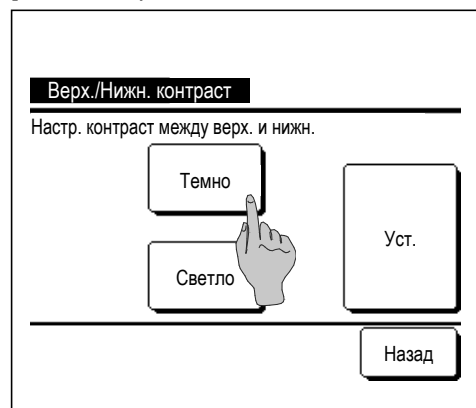 Верх./Нижн. контраст
Настр. контраст между верх. и нижн.
Темно
Уст.
Светло
Назад